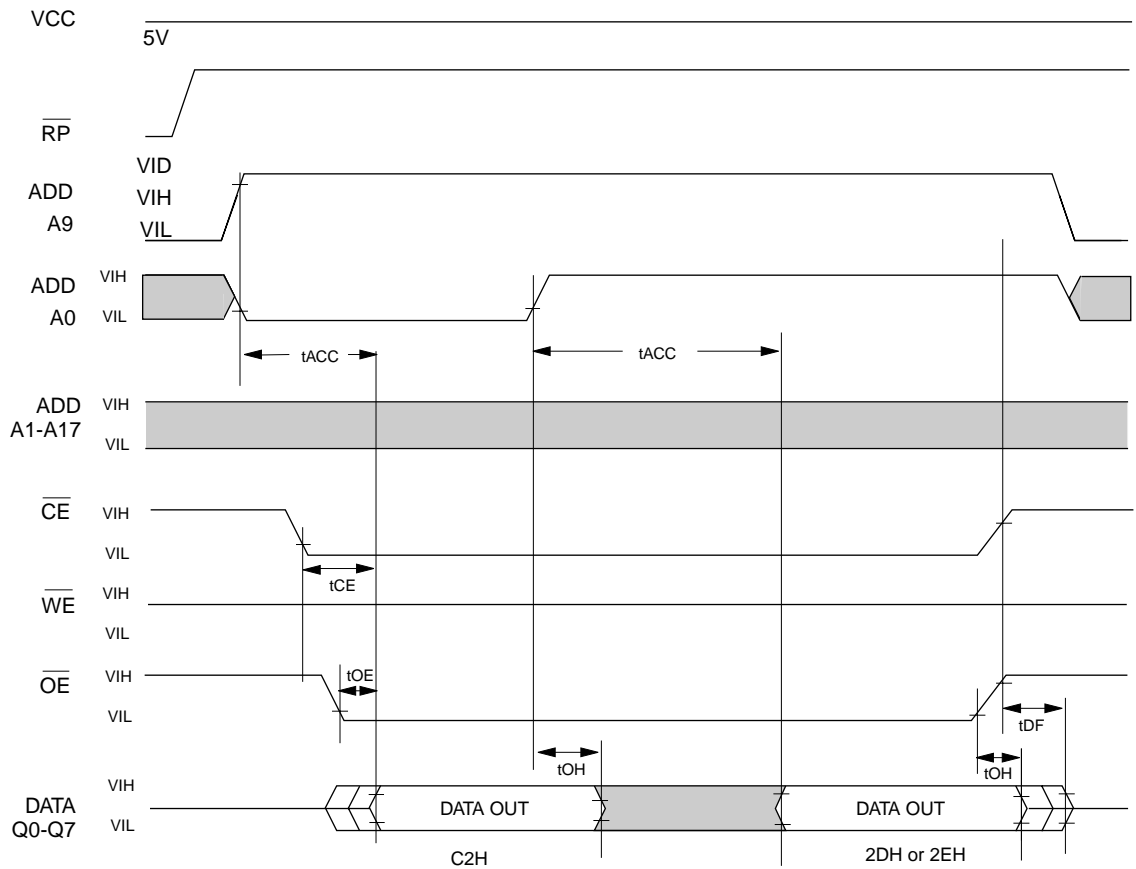 VCC
5V
RP
VID
ADD
VIH
A9
VIL
ADD
VIH
A0
VIL
tACC
tACC
ADD
VIH
A1-A17
VIL
CE
VIH
VIL
tCE
WE
VIH
VIL
OE
VIH
tOE
VIL
tDF
tOH
tOH
VIH
DATA
DATA OUT
DATA OUT
Q0-Q7
VIL
C2H
2DH or 2EH